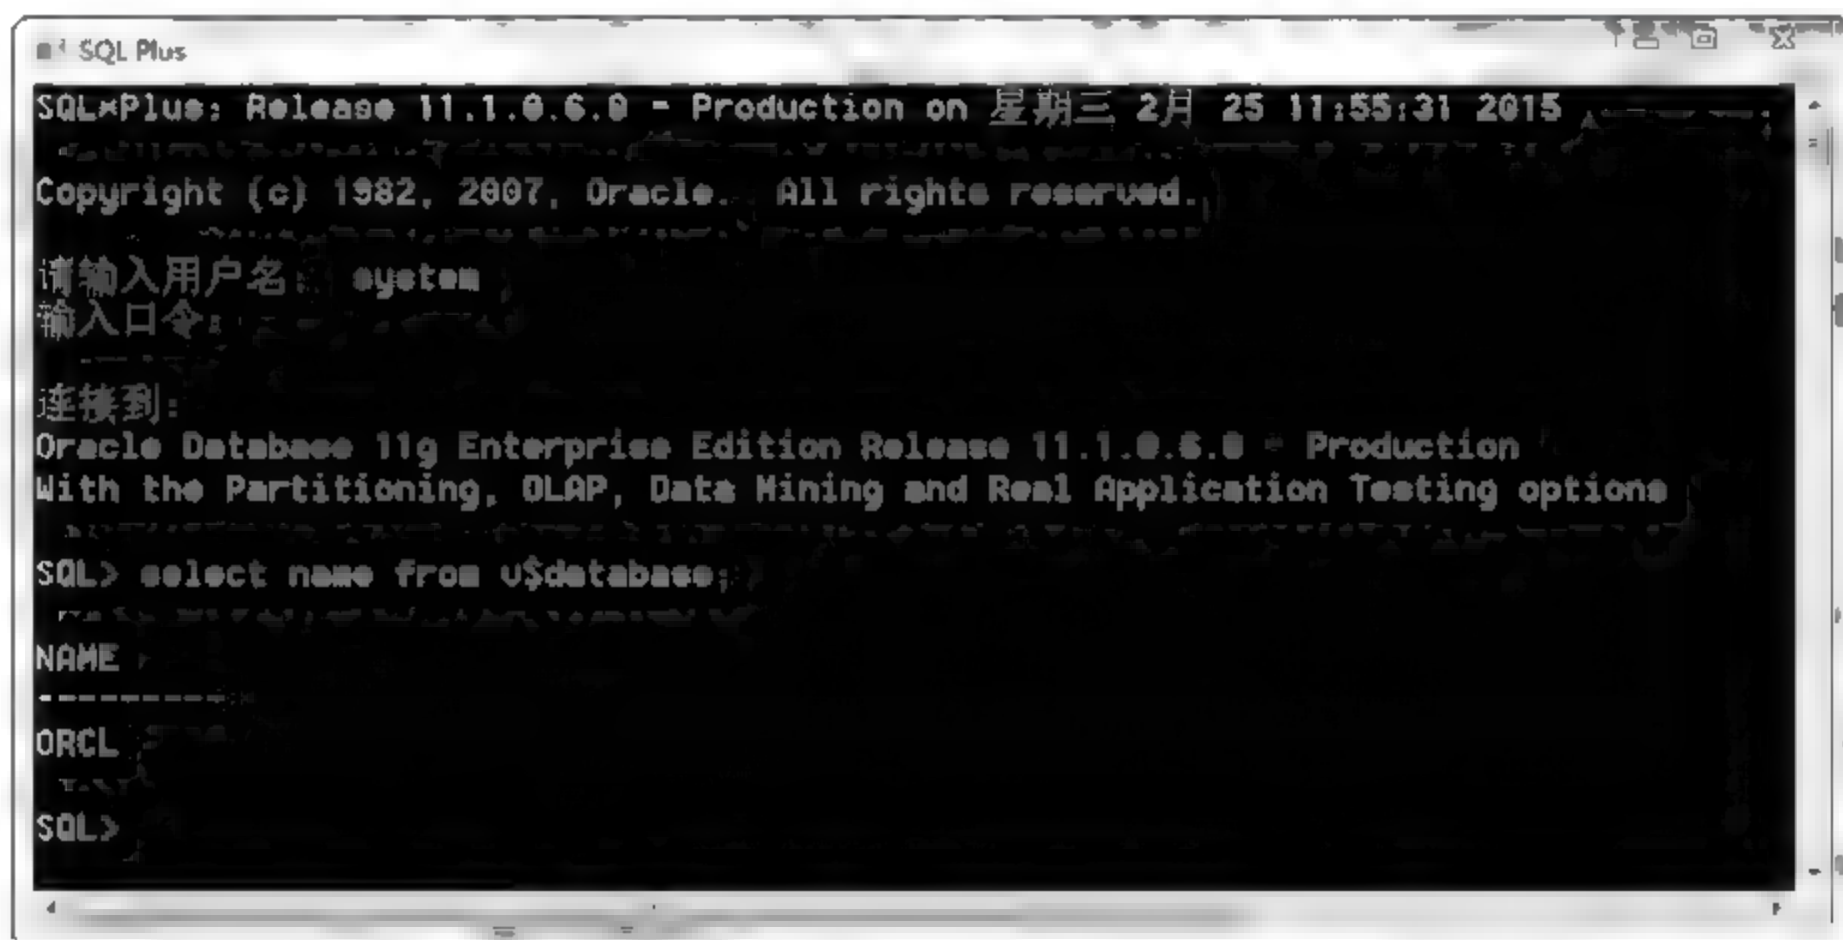 SQL Plus
SQL*Plus: Release 11.1.0.6.0 - Production on 星期三 2月 25 11:55:31 2015
Copyright (c) 1982, 2007, Oracle.  All rights reserved.
请输入用户名:  system
输入口令:
连接到:
Oracle Database 11g Enterprise Edition Release 11.1.0.6.0 - Production
With the Partitioning, OLAP, Data Mining and Real Application Testing options
SQL> select name from v$database;
NAME
---------
ORCL
SQL>